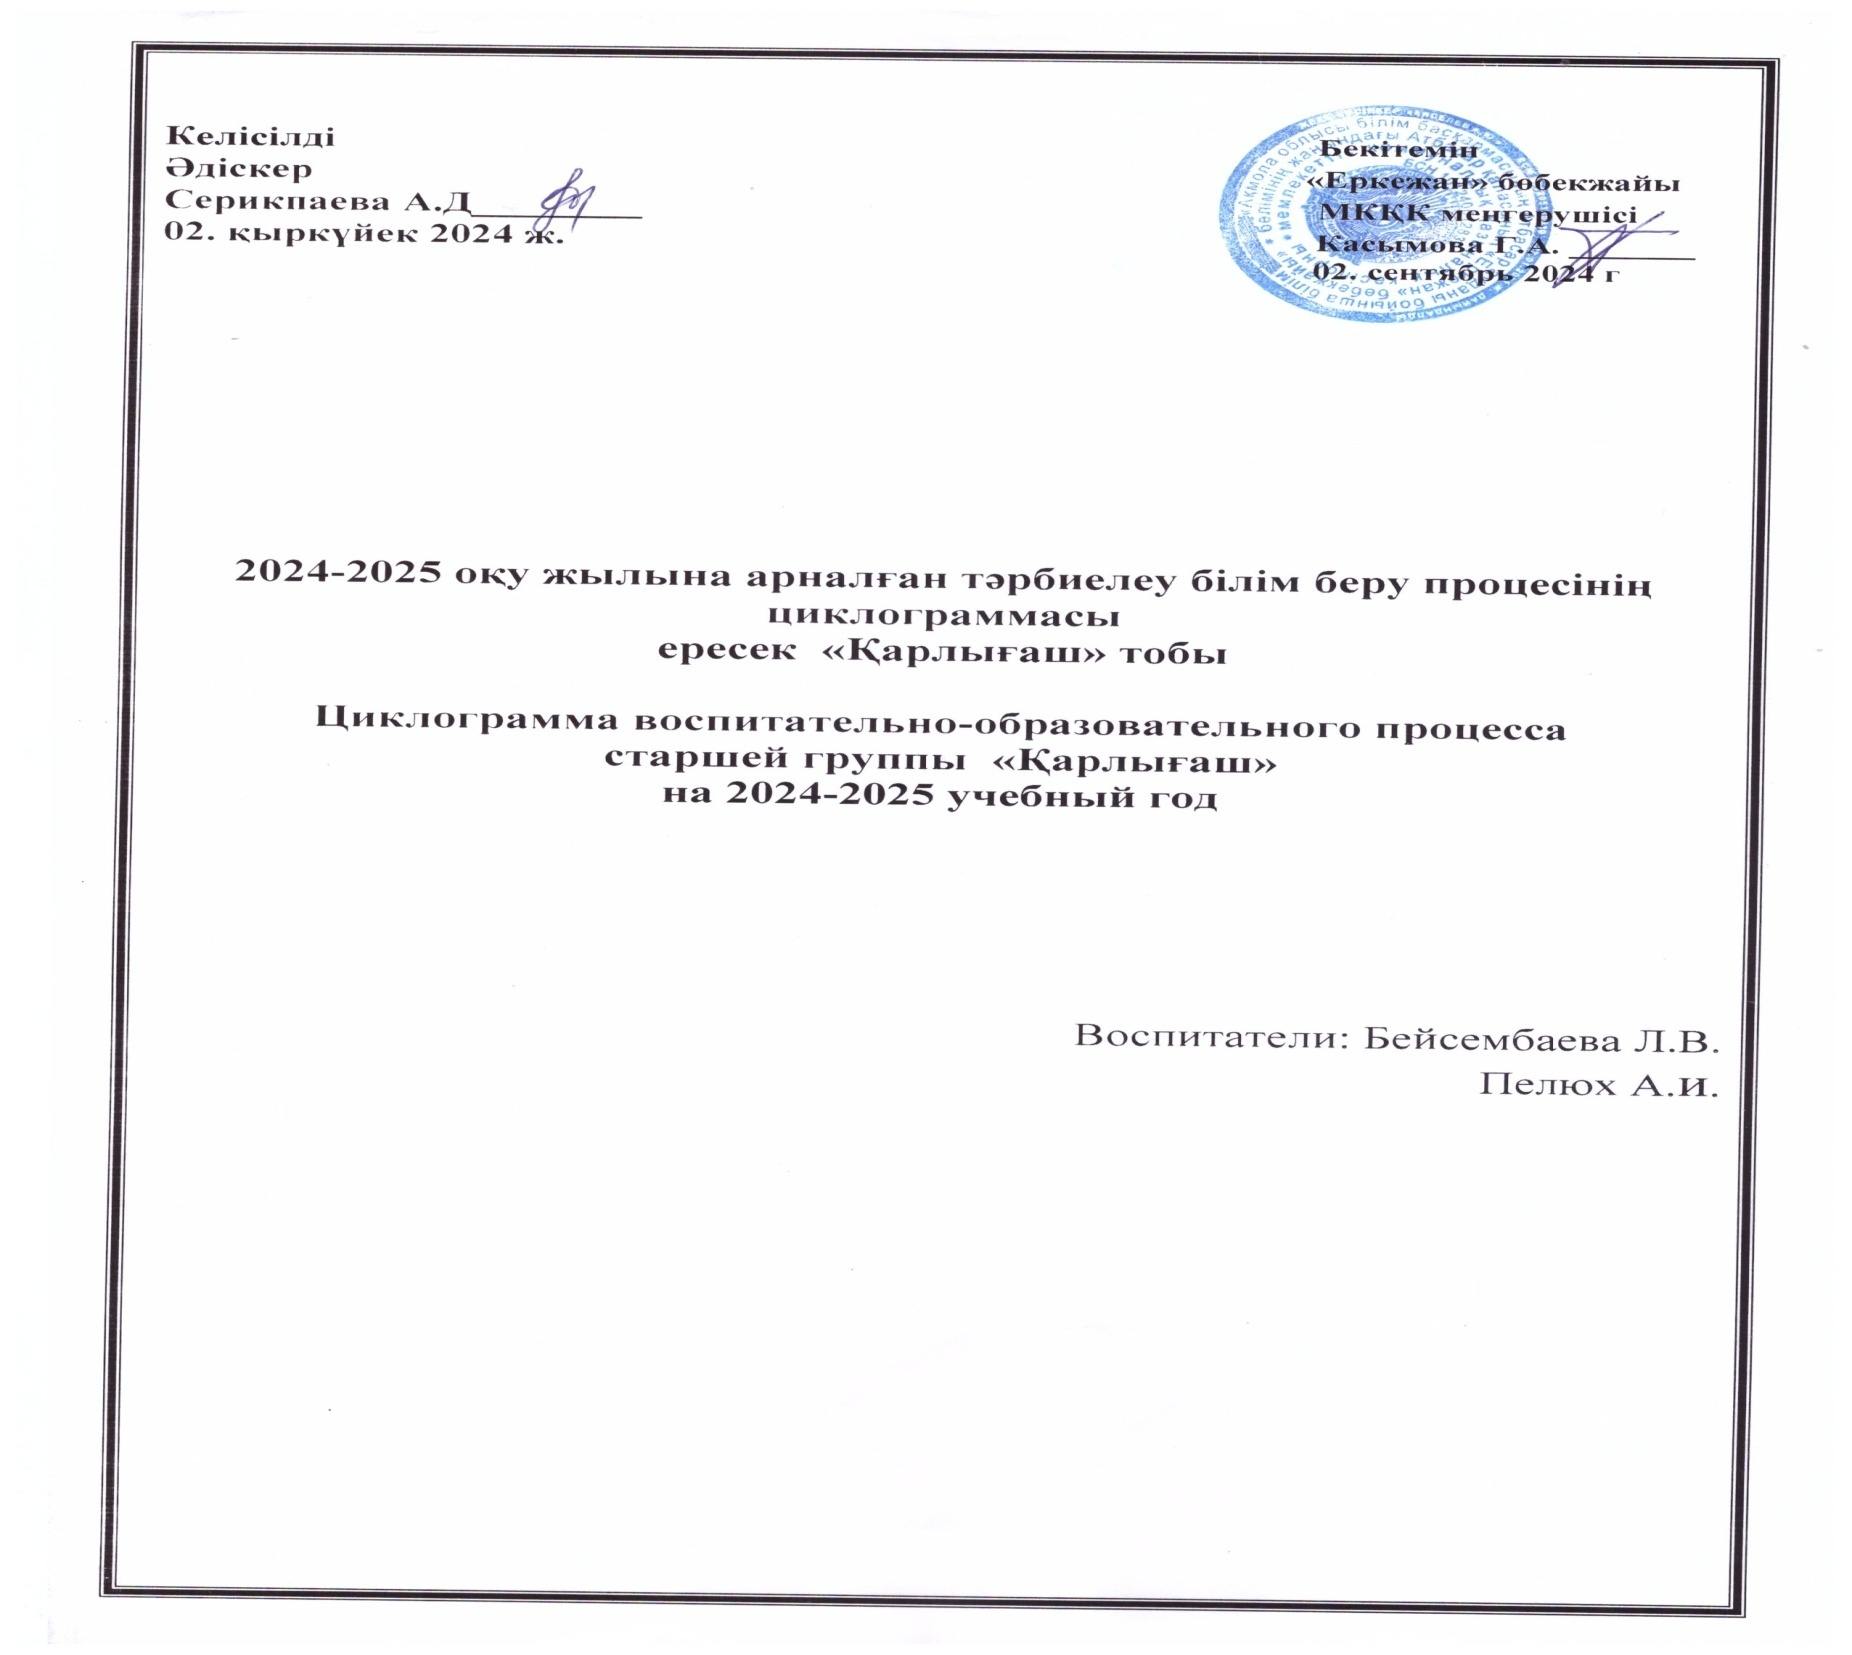 Келісілді
Әдіскер
Серикпаева А.Д.____________
02. қыркүйек 2024 ж.
Бекітемін
«Еркежан» бөбекжайы
МКҚК меңгерушісі
Касымова Г.А. _________
02. сентябрь 2024 г
2024-2025 оқу жылына арналған тәрбиелеу білім беру процесінің
циклограммасы
ересек «Қарлығаш» тобы
Циклограмма воспитательно-образовательного процесса
старшей группы «Қарлығаш»
на 2024-2025 учебный год
Воспитатели: Бейсембаева Л.В.
Пелюх А.И.